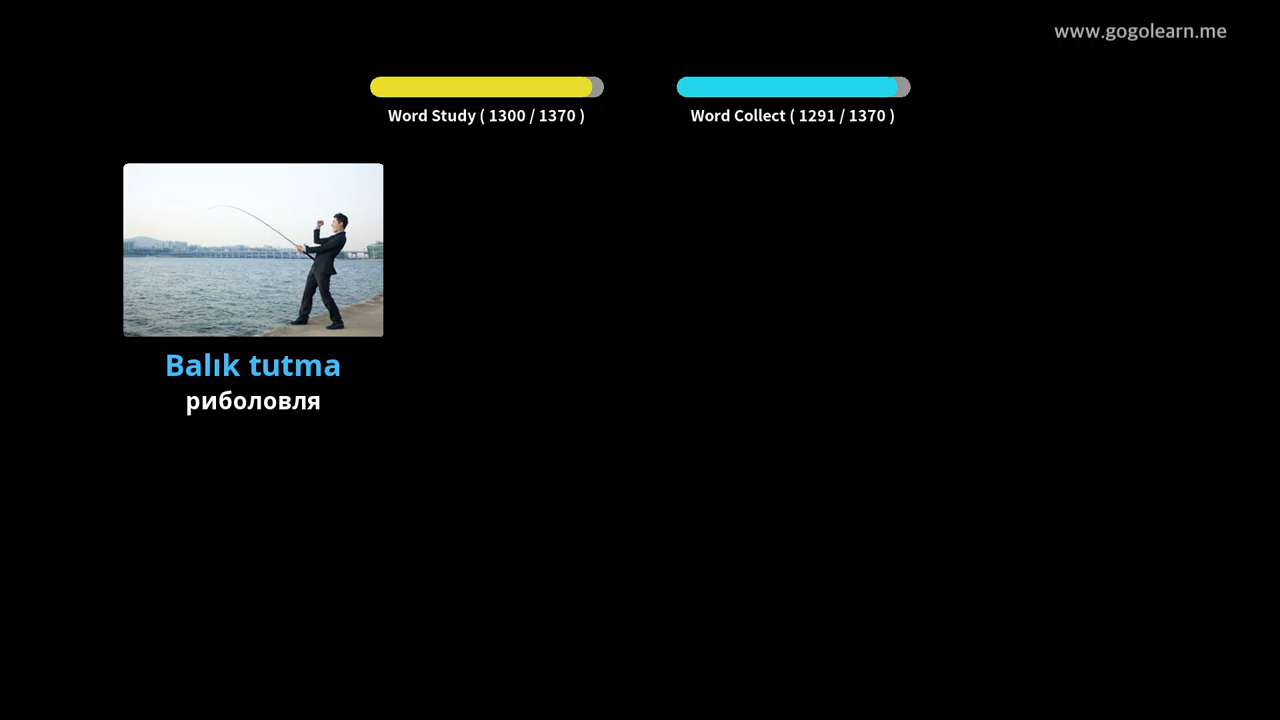 www.gogolearn.me
Word Study ( 1300 / 1370 )
Word Collect ( 1291 / 1370 )
Balık tutma
риболовля